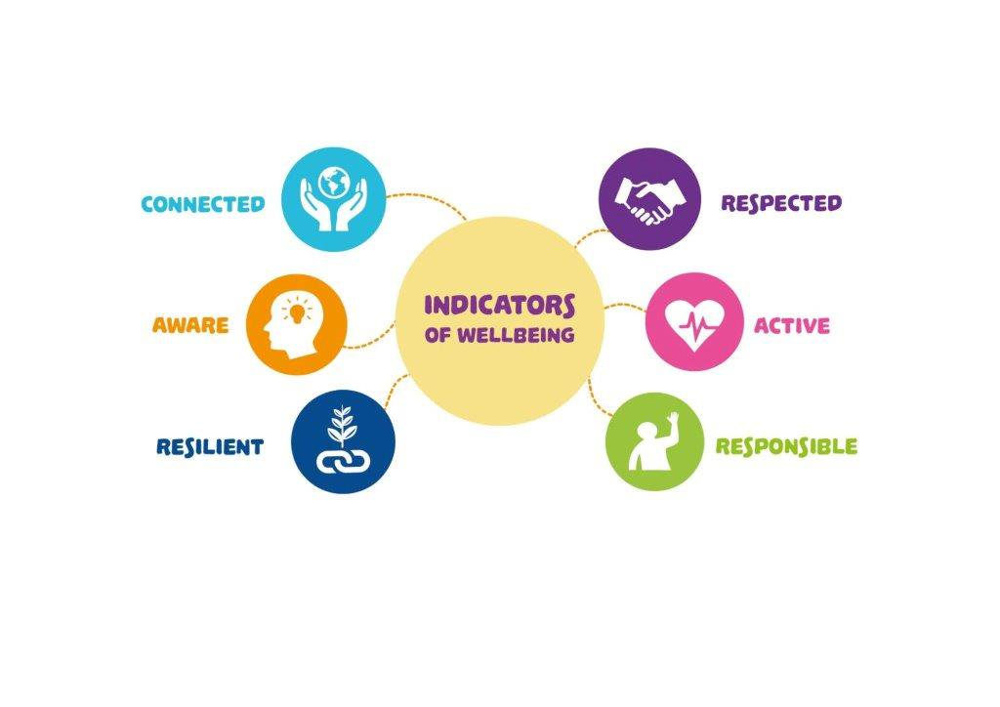 CONNECTED
RESPECTED
INDICATORS
OF WELLBEING
AWARE
ACTIVE
RESILIENT
RESPONSIBLE